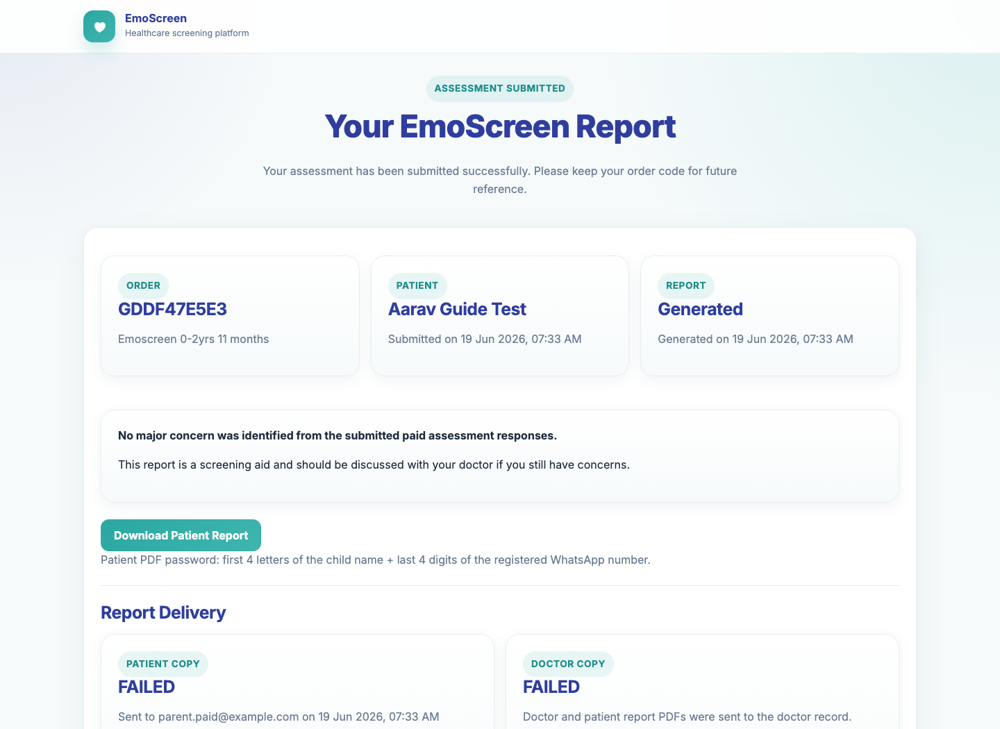 EmoScreen
Healthcare screening platform
ASSESSMENT SUBMITTED
Your EmoScreen Report
Your assessment has been submitted successfully. Please keep your order code for future
reference.
ORDER
GDDF47E5E3
Emoscreen 0-2yrs 11 months
PATIENT
Aarav Guide Test
Submitted on 19 Jun 2026, 07:33 AM
REPORT
Generated
Generated on 19 Jun 2026, 07:33 AM
No major concern was identified from the submitted paid assessment responses.
This report is a screening aid and should be discussed with your doctor if you still have concerns.
Download Patient Report
Patient PDF password: first 4 letters of the child name + last 4 digits of the registered WhatsApp number.
Report Delivery
PATIENT COPY
FAILED
Sent to parent.paid@example.com on 19 Jun 2026, 07:33 AM
DOCTOR COPY
FAILED
Doctor and patient report PDFs were sent to the doctor record.